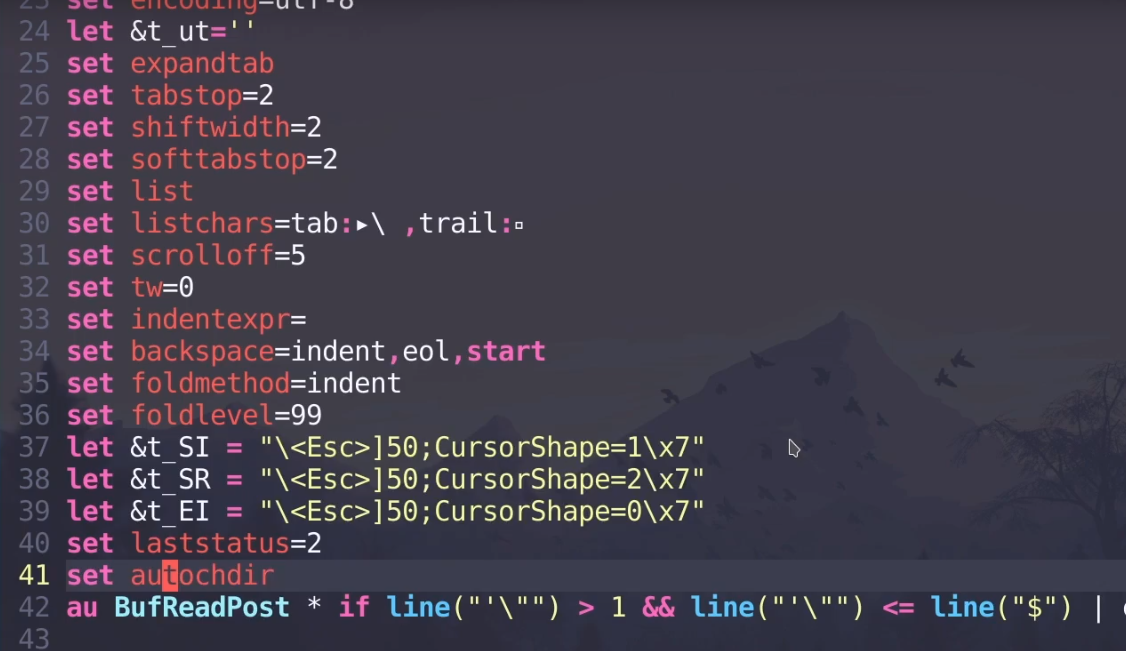 23 set encoding=utf-8
24 let &t_ut=''
25 set expandtab
26 set tabstop=2
27 set shiftwidth=2
28 set softtabstop=2
29 set list
30 set listchars=tab:▸\ ,trail:▫
31 set scrolloff=5
32 set tw=0
33 set indentexpr=
34 set backspace=indent,eol,start
35 set foldmethod=indent
36 set foldlevel=99
37 let &t_SI = "\<Esc>]50;CursorShape=1\x7"
38 let &t_SR = "\<Esc>]50;CursorShape=2\x7"
39 let &t_EI = "\<Esc>]50;CursorShape=0\x7"
40 set laststatus=2
41 set autochdir
42 au BufReadPost * if line("'\"") > 1 && line("'\"") <= line("$") |
43